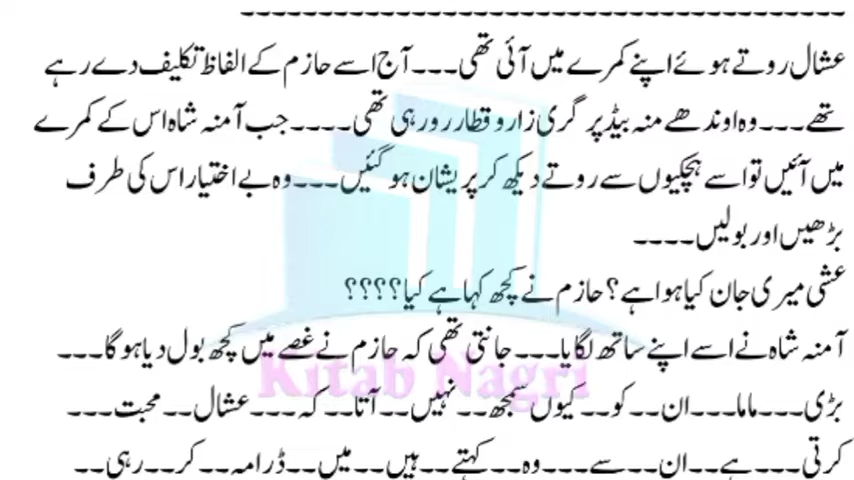 -------------------------------------
عشال روتے ہوئے اپنے کمرے میں آئی تھی۔۔۔ آج اسے حازم کے الفاظ تکلیف دے رہے
تھے۔۔۔ وہ اوندھے منہ بیڈ پر گری زار و قطار رو رہی تھی۔۔۔۔ جب آمنہ شاہ اس کے کمرے
میں آئیں تو اسے ہچکیوں سے روتے دیکھ کر پریشان ہو گئیں۔۔۔ وہ بے اختیار اس کی طرف
بڑھیں اور بولیں۔۔۔۔
عشی میری جان کیا ہوا ہے؟ حازم نے کچھ کہا ہے کیا؟؟؟؟
آمنہ شاہ نے اسے اپنے ساتھ لگایا۔۔۔ جانتی تھی کہ حازم نے غصے میں کچھ بول دیا ہو گا۔۔۔
بڑی۔۔۔ ماما۔۔۔ ان۔۔ کو۔۔ کیوں سمجھ۔۔ نہیں۔۔ آتا۔۔ کہ۔۔۔ عشال۔۔ محبت۔۔۔
کرتی۔۔۔ ہے۔۔ ان۔۔ سے۔۔۔ وہ۔۔ کہتے۔۔ ہیں۔۔ میں۔۔ ڈرامہ۔۔ کر۔۔ رہی۔۔
Kitab Nagri